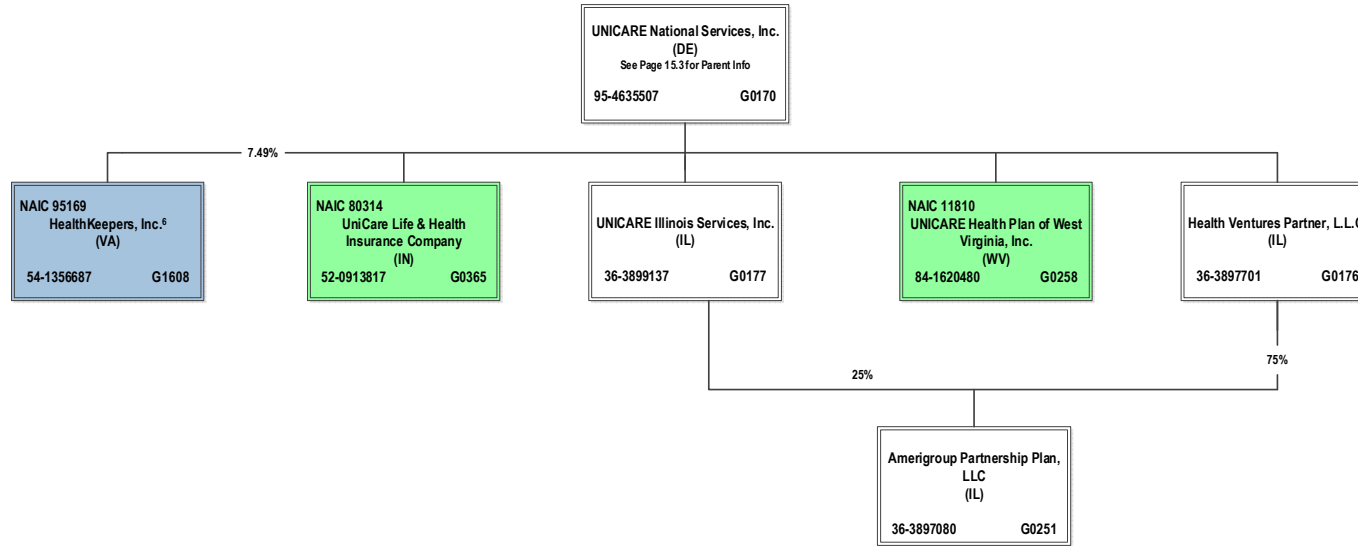 UNICARE National Services, Inc.
(DE)
See Page 15.3 for Parent Info
95-4635507 G0170
7.49%
NAIC 95169
HealthKeepers, Inc.⁶
(VA)
54-1356687 G1608
NAIC 80314
UniCare Life & Health
Insurance Company
(IN)
52-0913817 G0365
UNICARE Illinois Services, Inc.
(IL)
36-3899137 G0177
NAIC 11810
UNICARE Health Plan of West
Virginia, Inc.
(WV)
84-1620480 G0258
Health Ventures Partner, L.L.C
(IL)
36-3897701 G0176
25%
75%
Amerigroup Partnership Plan,
LLC
(IL)
36-3897080 G0251